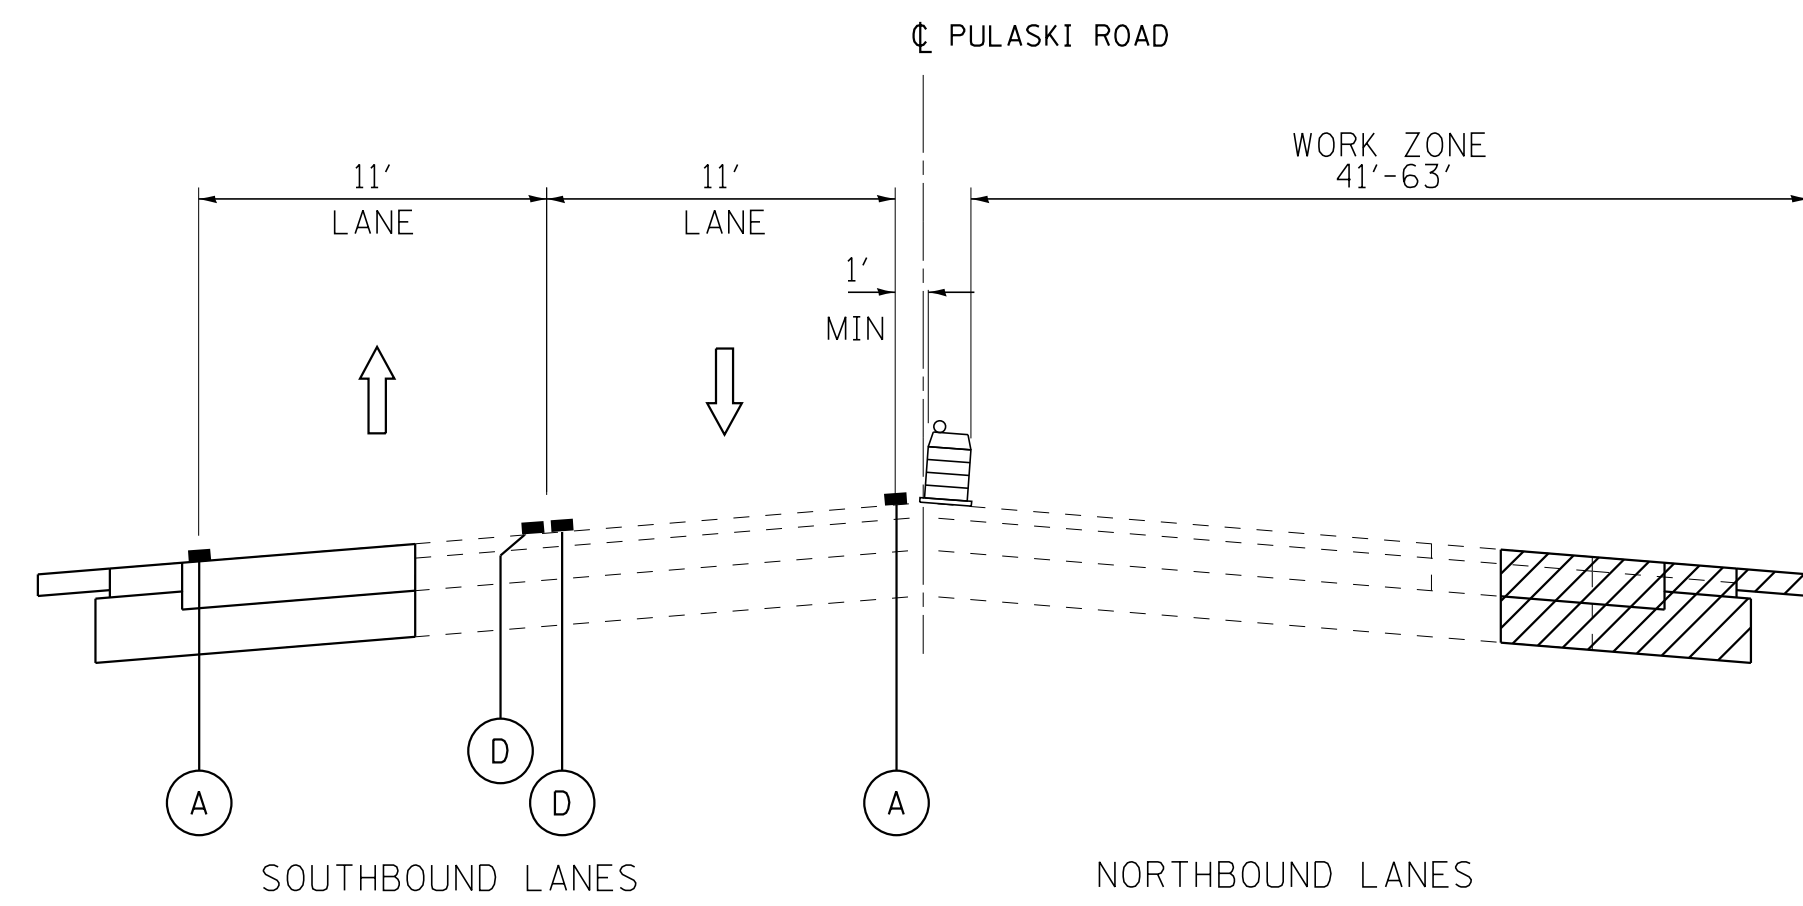 ℄ PULASKI ROAD
WORK ZONE
41'-63'
11'
LANE
11'
LANE
1'
MIN
D
A
D
A
SOUTHBOUND LANES
NORTHBOUND LANES